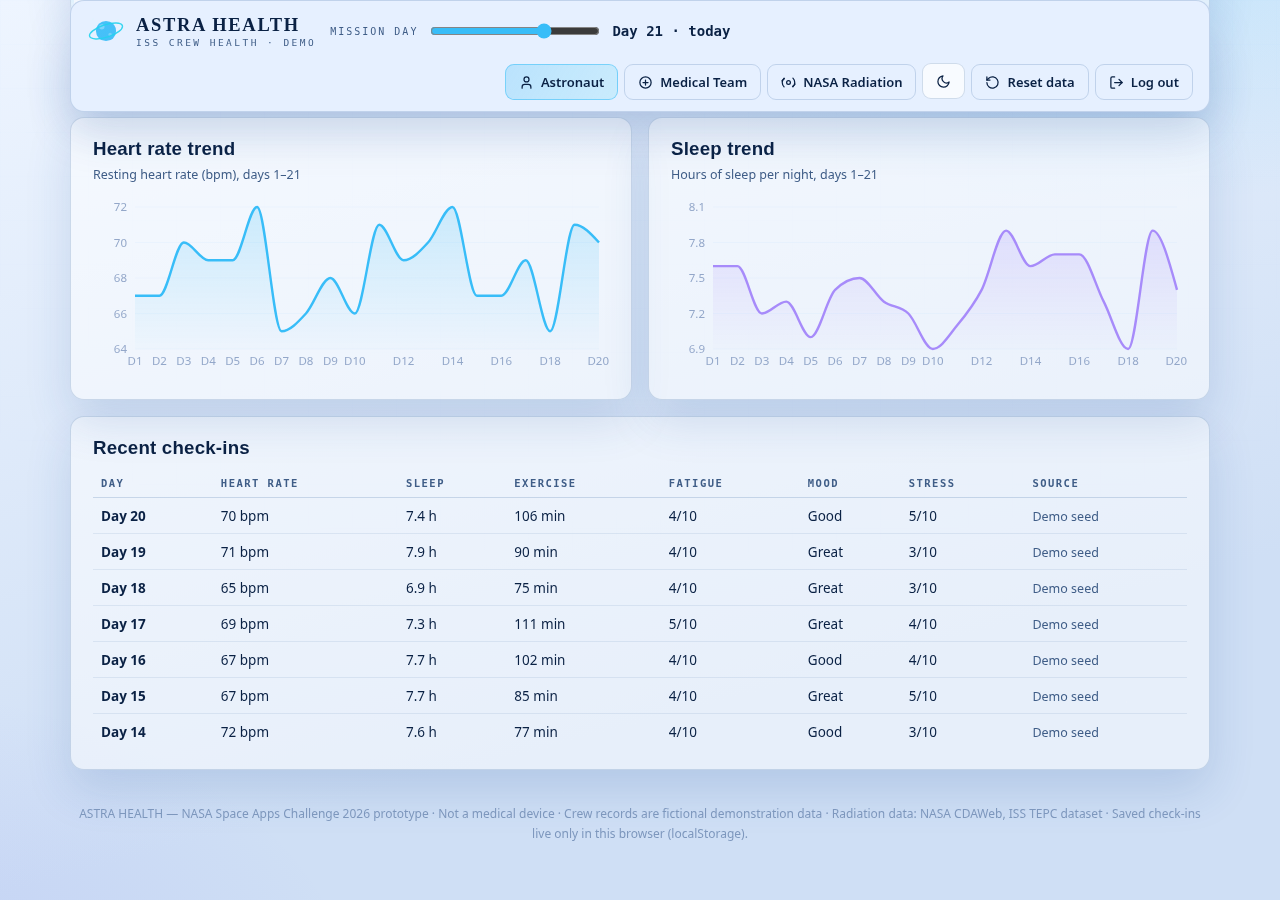 ASTRA HEALTH
ISS CREW HEALTH · DEMO
MISSION DAY
Day 21 · today
Astronaut
Medical Team
NASA Radiation
Reset data
Log out
Heart rate trend
Resting heart rate (bpm), days 1–21
72
70
68
66
64
D1 D2 D3 D4 D5 D6 D7 D8 D9 D10 D12 D14 D16 D18 D20
Sleep trend
Hours of sleep per night, days 1–21
8.1
7.8
7.5
7.2
6.9
D1 D2 D3 D4 D5 D6 D7 D8 D9 D10 D12 D14 D16 D18 D20
Recent check-ins
DAY HEART RATE SLEEP EXERCISE FATIGUE MOOD STRESS SOURCE
Day 20 70 bpm 7.4 h 106 min 4/10 Good 5/10 Demo seed
Day 19 71 bpm 7.9 h 90 min 4/10 Great 3/10 Demo seed
Day 18 65 bpm 6.9 h 75 min 4/10 Great 3/10 Demo seed
Day 17 69 bpm 7.3 h 111 min 5/10 Great 4/10 Demo seed
Day 16 67 bpm 7.7 h 102 min 4/10 Good 4/10 Demo seed
Day 15 67 bpm 7.7 h 85 min 4/10 Great 5/10 Demo seed
Day 14 72 bpm 7.6 h 77 min 4/10 Good 3/10 Demo seed
ASTRA HEALTH — NASA Space Apps Challenge 2026 prototype · Not a medical device · Crew records are fictional demonstration data · Radiation data: NASA CDAWeb, ISS TEPC dataset · Saved check-ins
live only in this browser (localStorage).